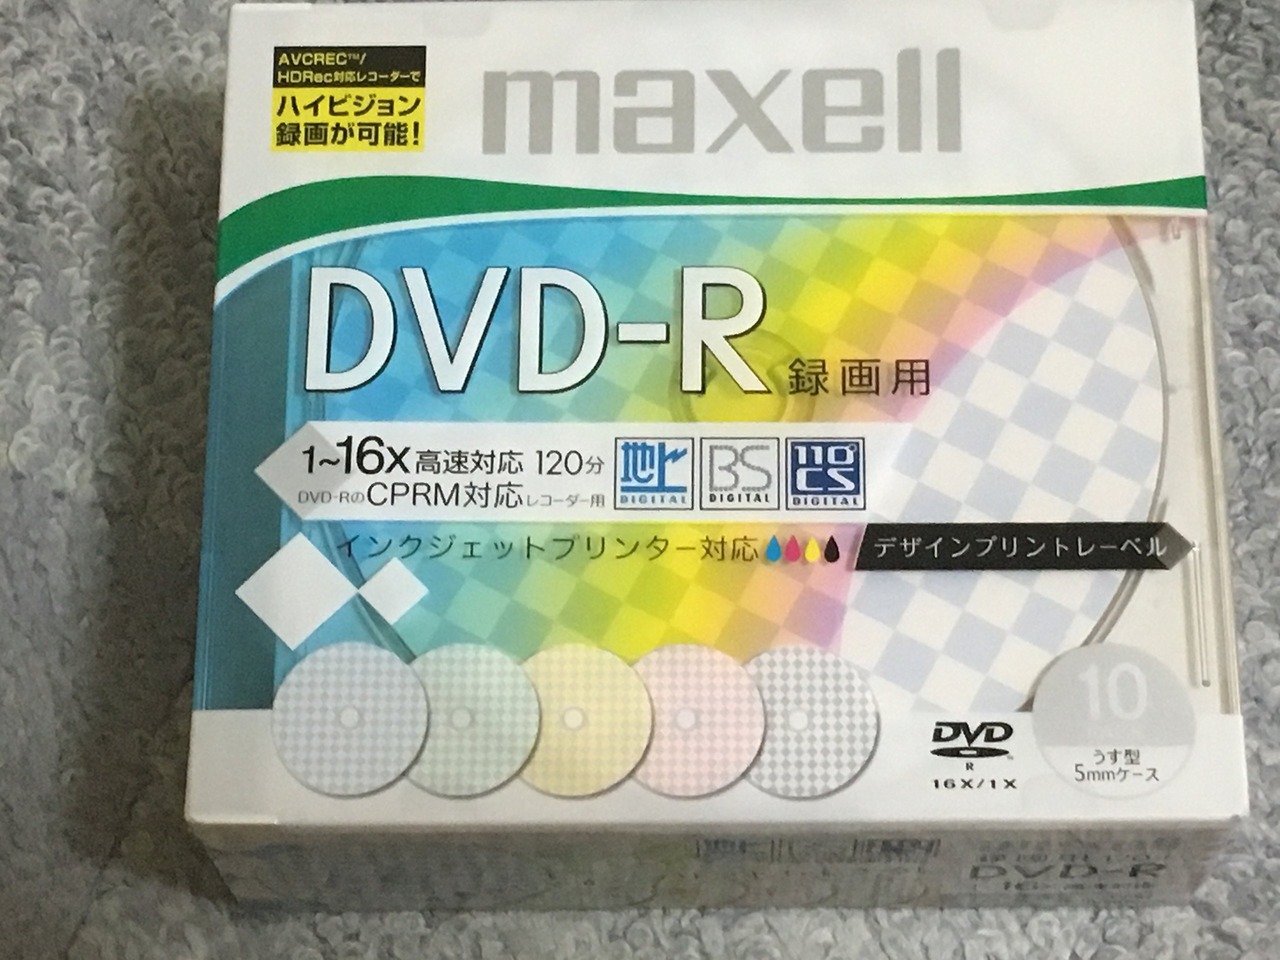 AVCREC™/
HDRec対応レコーダーで
ハイビジョン
録画が可能!
maxell
DVD-R 録画用
1~16x高速対応 120分
DVD-RのCPRM対応レコーダー用
地上
DIGITAL
BS
DIGITAL
110°
CS
DIGITAL
インクジェットプリンター対応
デザインプリントレーベル
DVD
R
16X/1X
10
うす型
5mmケース
DVD-R